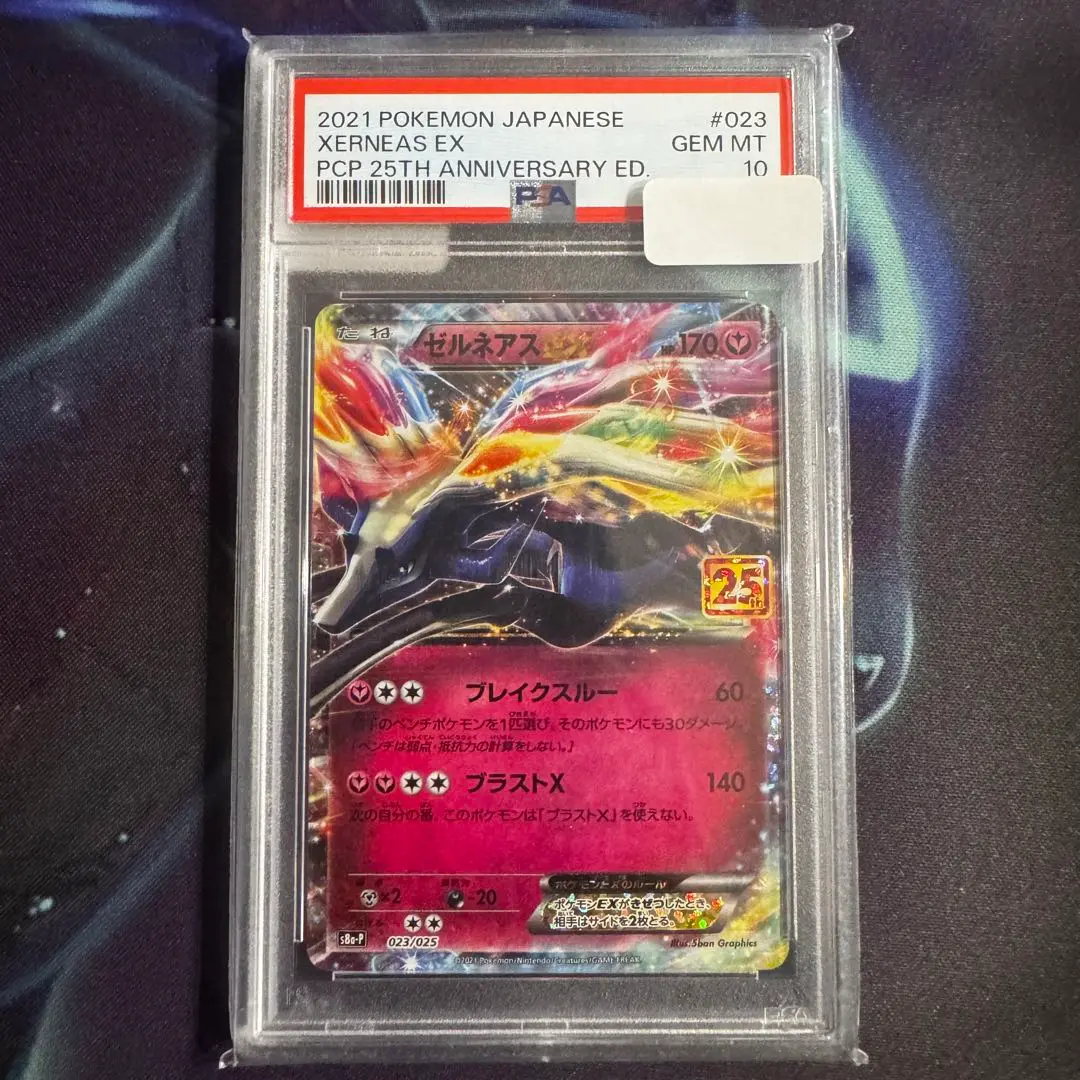 2021 POKEMON JAPANESE #023
XERNEAS EX GEM MT
PCP 25TH ANNIVERSARY ED. 10
PSA
たね ゼルネアスEX HP170
25th
ブレイクスルー 60
のベンチポケモンを1匹選び、そのポケモンにも30ダメージ。
[ベンチは弱点・抵抗力の計算をしない。]
ブラストX 140
次の自分の番、このポケモンは「ブラストX」を使えない。
×2 -20
ポケモンEXのルール
ポケモンEXがきぜつしたとき、
相手はサイドを2枚とる。
s8a-P 023/025
Illus.5ban Graphics
©2021 Pokémon/Nintendo/Creatures/GAME FREAK